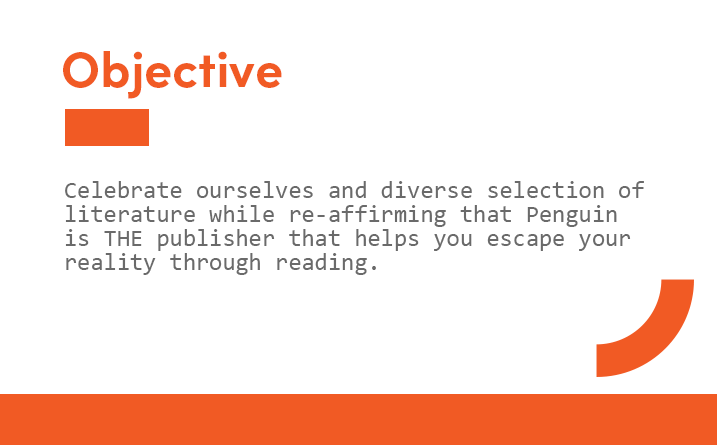 Objective
Celebrate ourselves and diverse selection of
literature while re-affirming that Penguin
is THE publisher that helps you escape your
reality through reading.